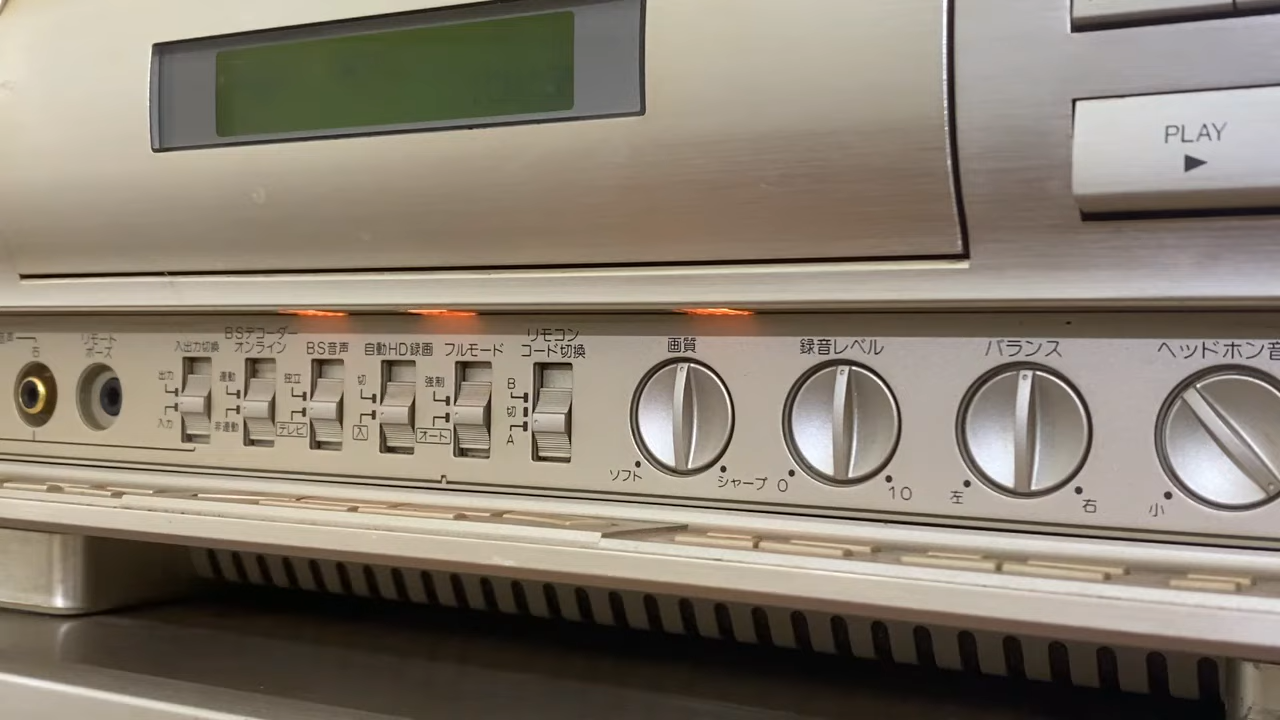 PLAY
音声
右
リモート
ポーズ
入出力切換
出力
入力
BSデコーダー
オンライン
連動
非連動
BS音声
独立
テレビ
自動HD録画
切
入
フルモード
強制
オート
リモコン
コード切換
B
切
A
画質
ソフト
シャープ
録音レベル
0
10
バランス
左
右
ヘッドホン音
小